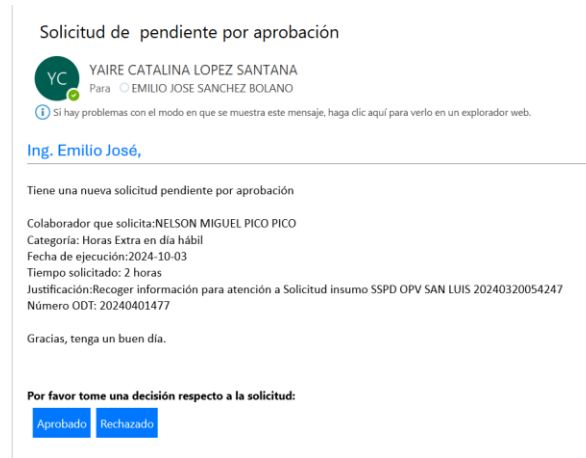 Solicitud de  pendiente por aprobación
YC
YAIRE CATALINA LOPEZ SANTANA
Para EMILIO JOSE SANCHEZ BOLANO
Si hay problemas con el modo en que se muestra este mensaje, haga clic aquí para verlo en un explorador web.
Ing. Emilio José,
Tiene una nueva solicitud pendiente por aprobación
Colaborador que solicita:NELSON MIGUEL PICO PICO
Categoría: Horas Extra en día hábil
Fecha de ejecución:2024-10-03
Tiempo solicitado: 2 horas
Justificación:Recoger información para atención a Solicitud insumo SSPD OPV SAN LUIS 20240320054247
Número ODT: 20240401477
Gracias, tenga un buen día.
Por favor tome una decisión respecto a la solicitud:
Aprobado Rechazado